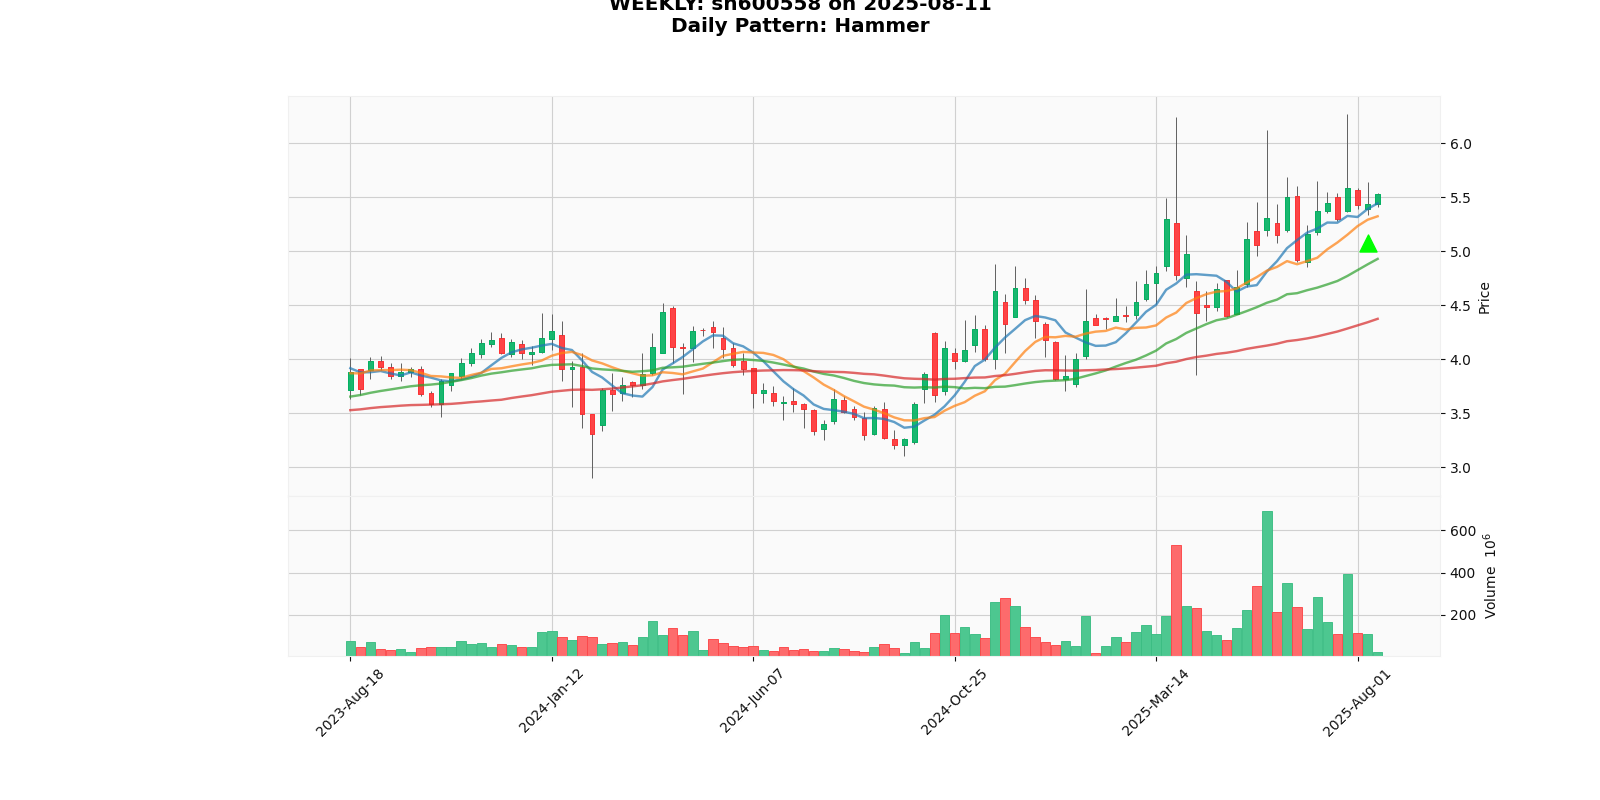 WEEKLY: sh600558 on 2025-08-11
Daily Pattern: Hammer
6.0
5.5
5.0
4.5
4.0
3.5
3.0
Price
600
400
200
Volume 10⁶
2023-Aug-18
2024-Jan-12
2024-Jun-07
2024-Oct-25
2025-Mar-14
2025-Aug-01